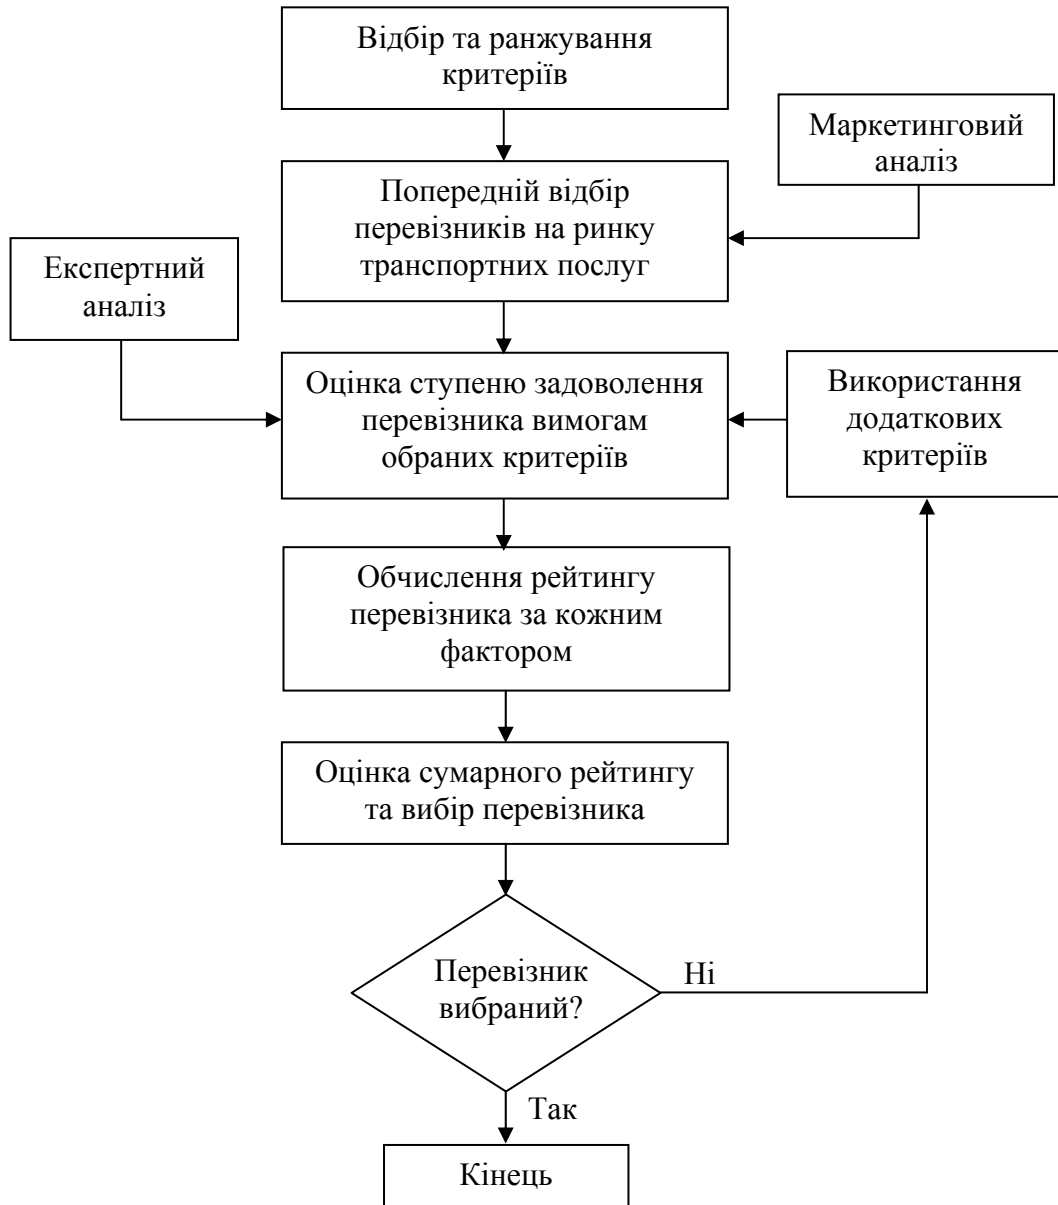 Відбір та ранжування
критеріїв
Маркетинговий
аналіз
Попередній відбір
перевізників на ринку
транспортних послуг
Експертний
аналіз
Оцінка ступеню задоволення
перевізника вимогам
обраних критеріїв
Використання
додаткових
критеріїв
Обчислення рейтингу
перевізника за кожним
фактором
Оцінка сумарного рейтингу
та вибір перевізника
Перевізник
вибраний?
Ні
Так
Кінець